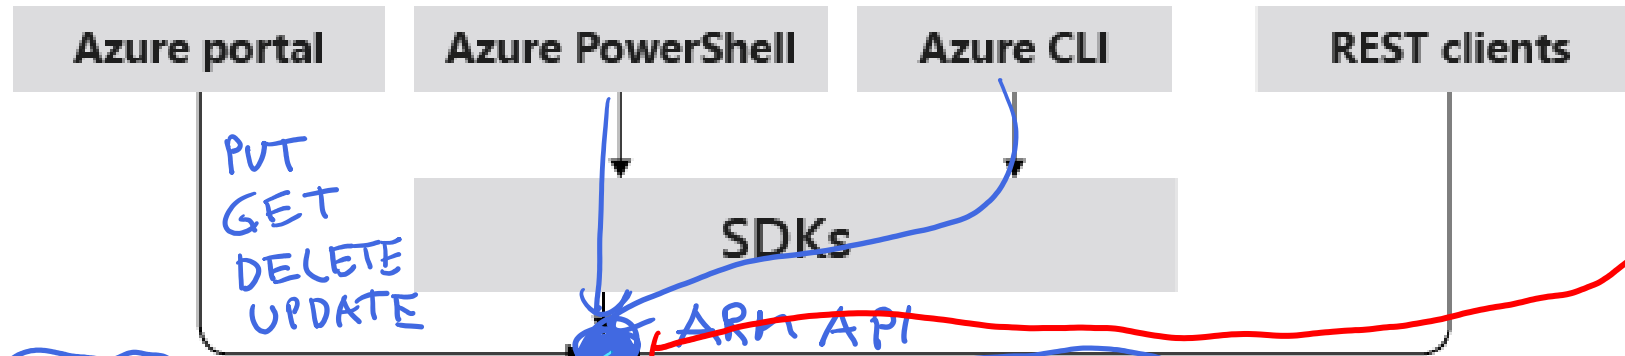 Azure portal
Azure PowerShell
Azure CLI
REST clients
PUT
GET
DELETE
UPDATE
SDKs
ARM API